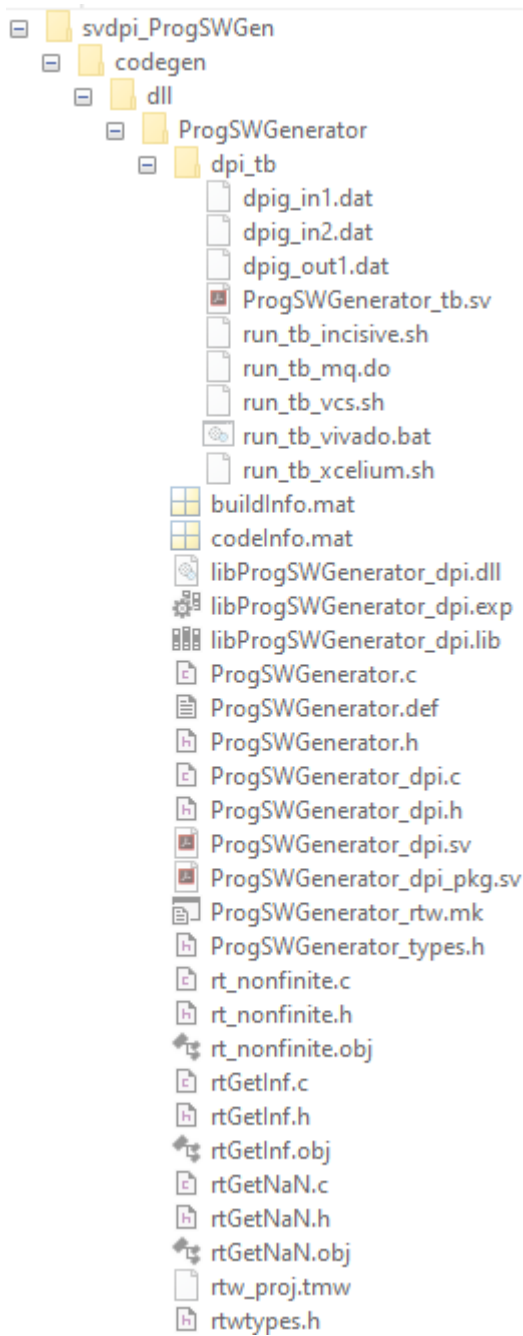 svdpi_ProgSWGen
codegen
dll
ProgSWGenerator
dpi_tb
dpig_in1.dat
dpig_in2.dat
dpig_out1.dat
ProgSWGenerator_tb.sv
run_tb_incisive.sh
run_tb_mq.do
run_tb_vcs.sh
run_tb_vivado.bat
run_tb_xcelium.sh
buildInfo.mat
codeInfo.mat
libProgSWGenerator_dpi.dll
libProgSWGenerator_dpi.exp
libProgSWGenerator_dpi.lib
ProgSWGenerator.c
ProgSWGenerator.def
ProgSWGenerator.h
ProgSWGenerator_dpi.c
ProgSWGenerator_dpi.h
ProgSWGenerator_dpi.sv
ProgSWGenerator_dpi_pkg.sv
ProgSWGenerator_rtw.mk
ProgSWGenerator_types.h
rt_nonfinite.c
rt_nonfinite.h
rt_nonfinite.obj
rtGetInf.c
rtGetInf.h
rtGetInf.obj
rtGetNaN.c
rtGetNaN.h
rtGetNaN.obj
rtw_proj.tmw
rtwtypes.h